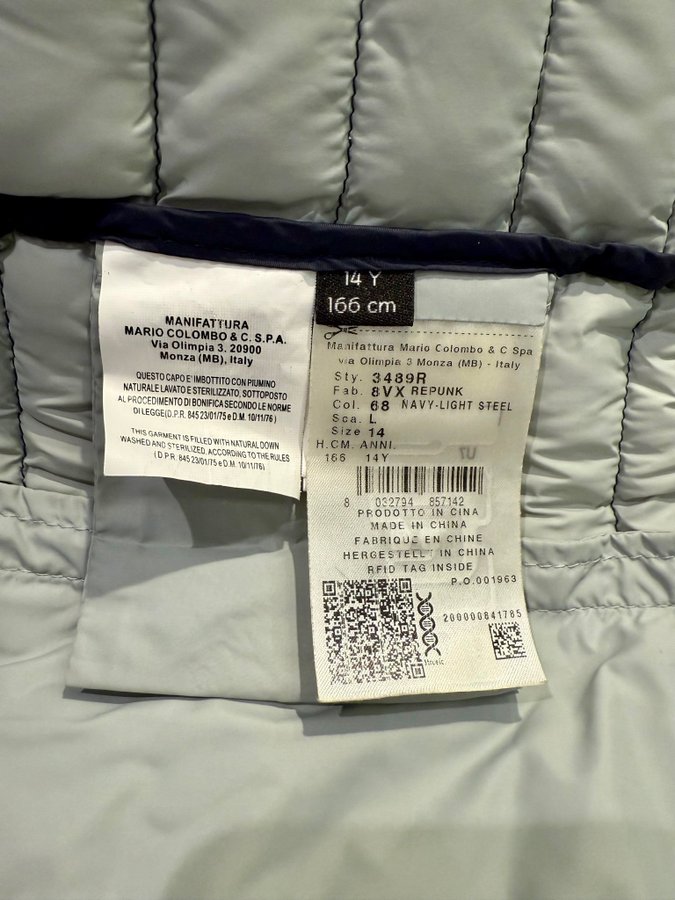 MANIFATTURA
MARIO COLOMBO & C. S.P.A.
Via Olimpia 3, 20900
Monza (MB), Italy
QUESTO CAPO E' IMBOTTITO CON PIUMINO
NATURALE LAVATO E STERILIZZATO, SOTTOPOSTO
AL PROCEDIMENTO DI BONIFICA SECONDO LE NORME
DI LEGGE (D.P.R. 845 23/01/75 e D.M. 10/11/76)
THIS GARMENT IS FILLED WITH NATURAL DOWN
WASHED AND STERILIZED, ACCORDING TO THE RULES
(D.P.R. 845 23/01/75 e D.M. 10/11/76)
14 Y
166 cm
Manifattura Mario Colombo & C Spa
via Olimpia 3 Monza (MB) - Italy
Sty. 3489R
Fab. 8VX REPUNK
Col. 68 NAVY-LIGHT STEEL
Sca. L
Size 14
H.CM. ANNI.
166 14Y
8 032794 857142
PRODOTTO IN CINA
MADE IN CHINA
FABRIQUE EN CHINE
HERGESTELLT IN CHINA
RFID TAG INSIDE
P.O.001963
200000841785